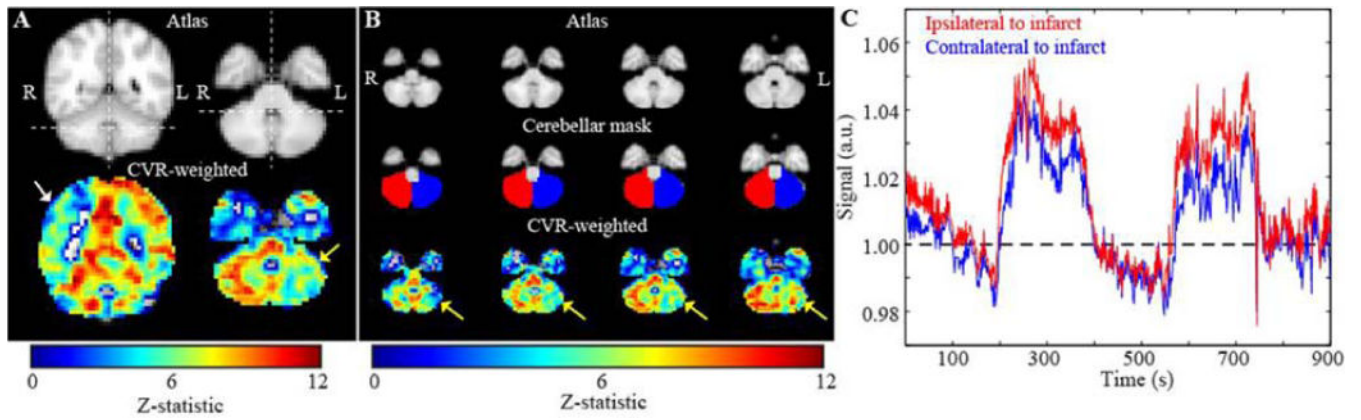 A
Atlas
R
L
R
L
CVR-weighted
0
6
12
Z-statistic
B
Atlas
R
L
Cerebellar mask
CVR-weighted
0
6
12
Z-statistic
C
Ipsilateral to infarct
Contralateral to infarct
Signal (a.u.)
1.06
1.04
1.02
1.00
0.98
100
300
500
700
900
Time (s)